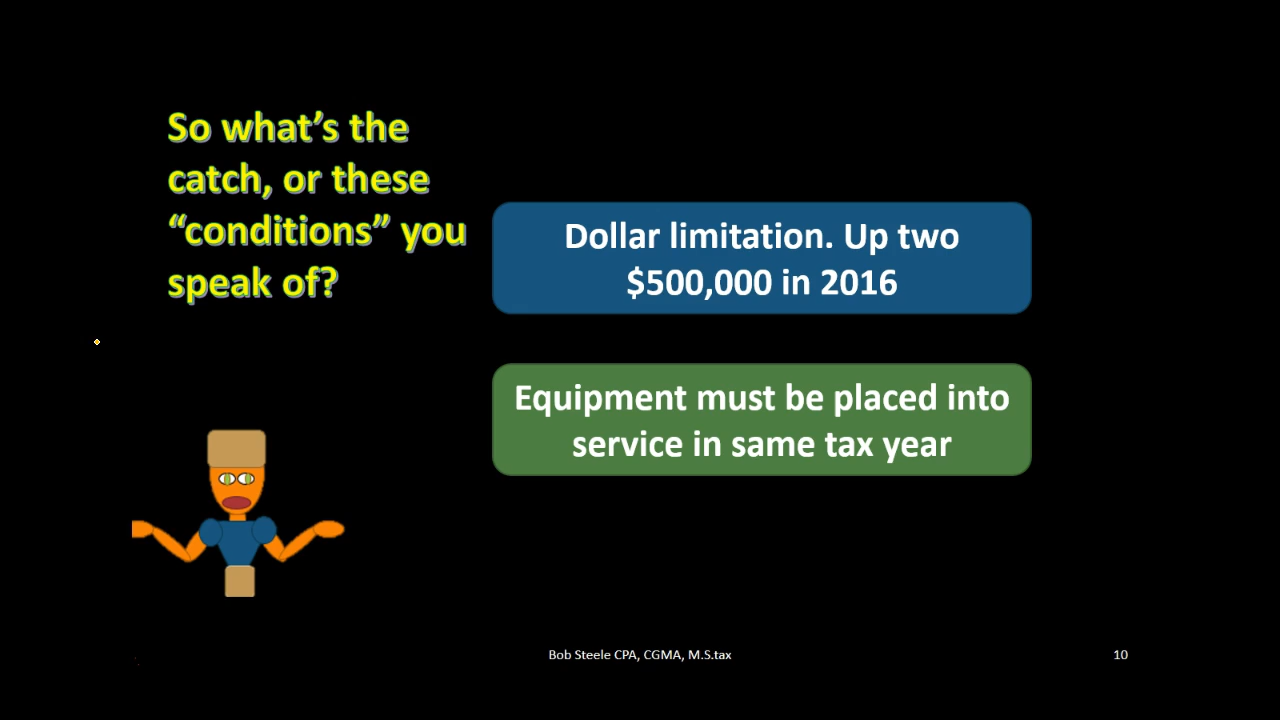 So what’s the
catch, or these
“conditions” you
speak of?
Dollar limitation. Up two
$500,000 in 2016
Equipment must be placed into
service in same tax year
Bob Steele CPA, CGMA, M.S.tax
10